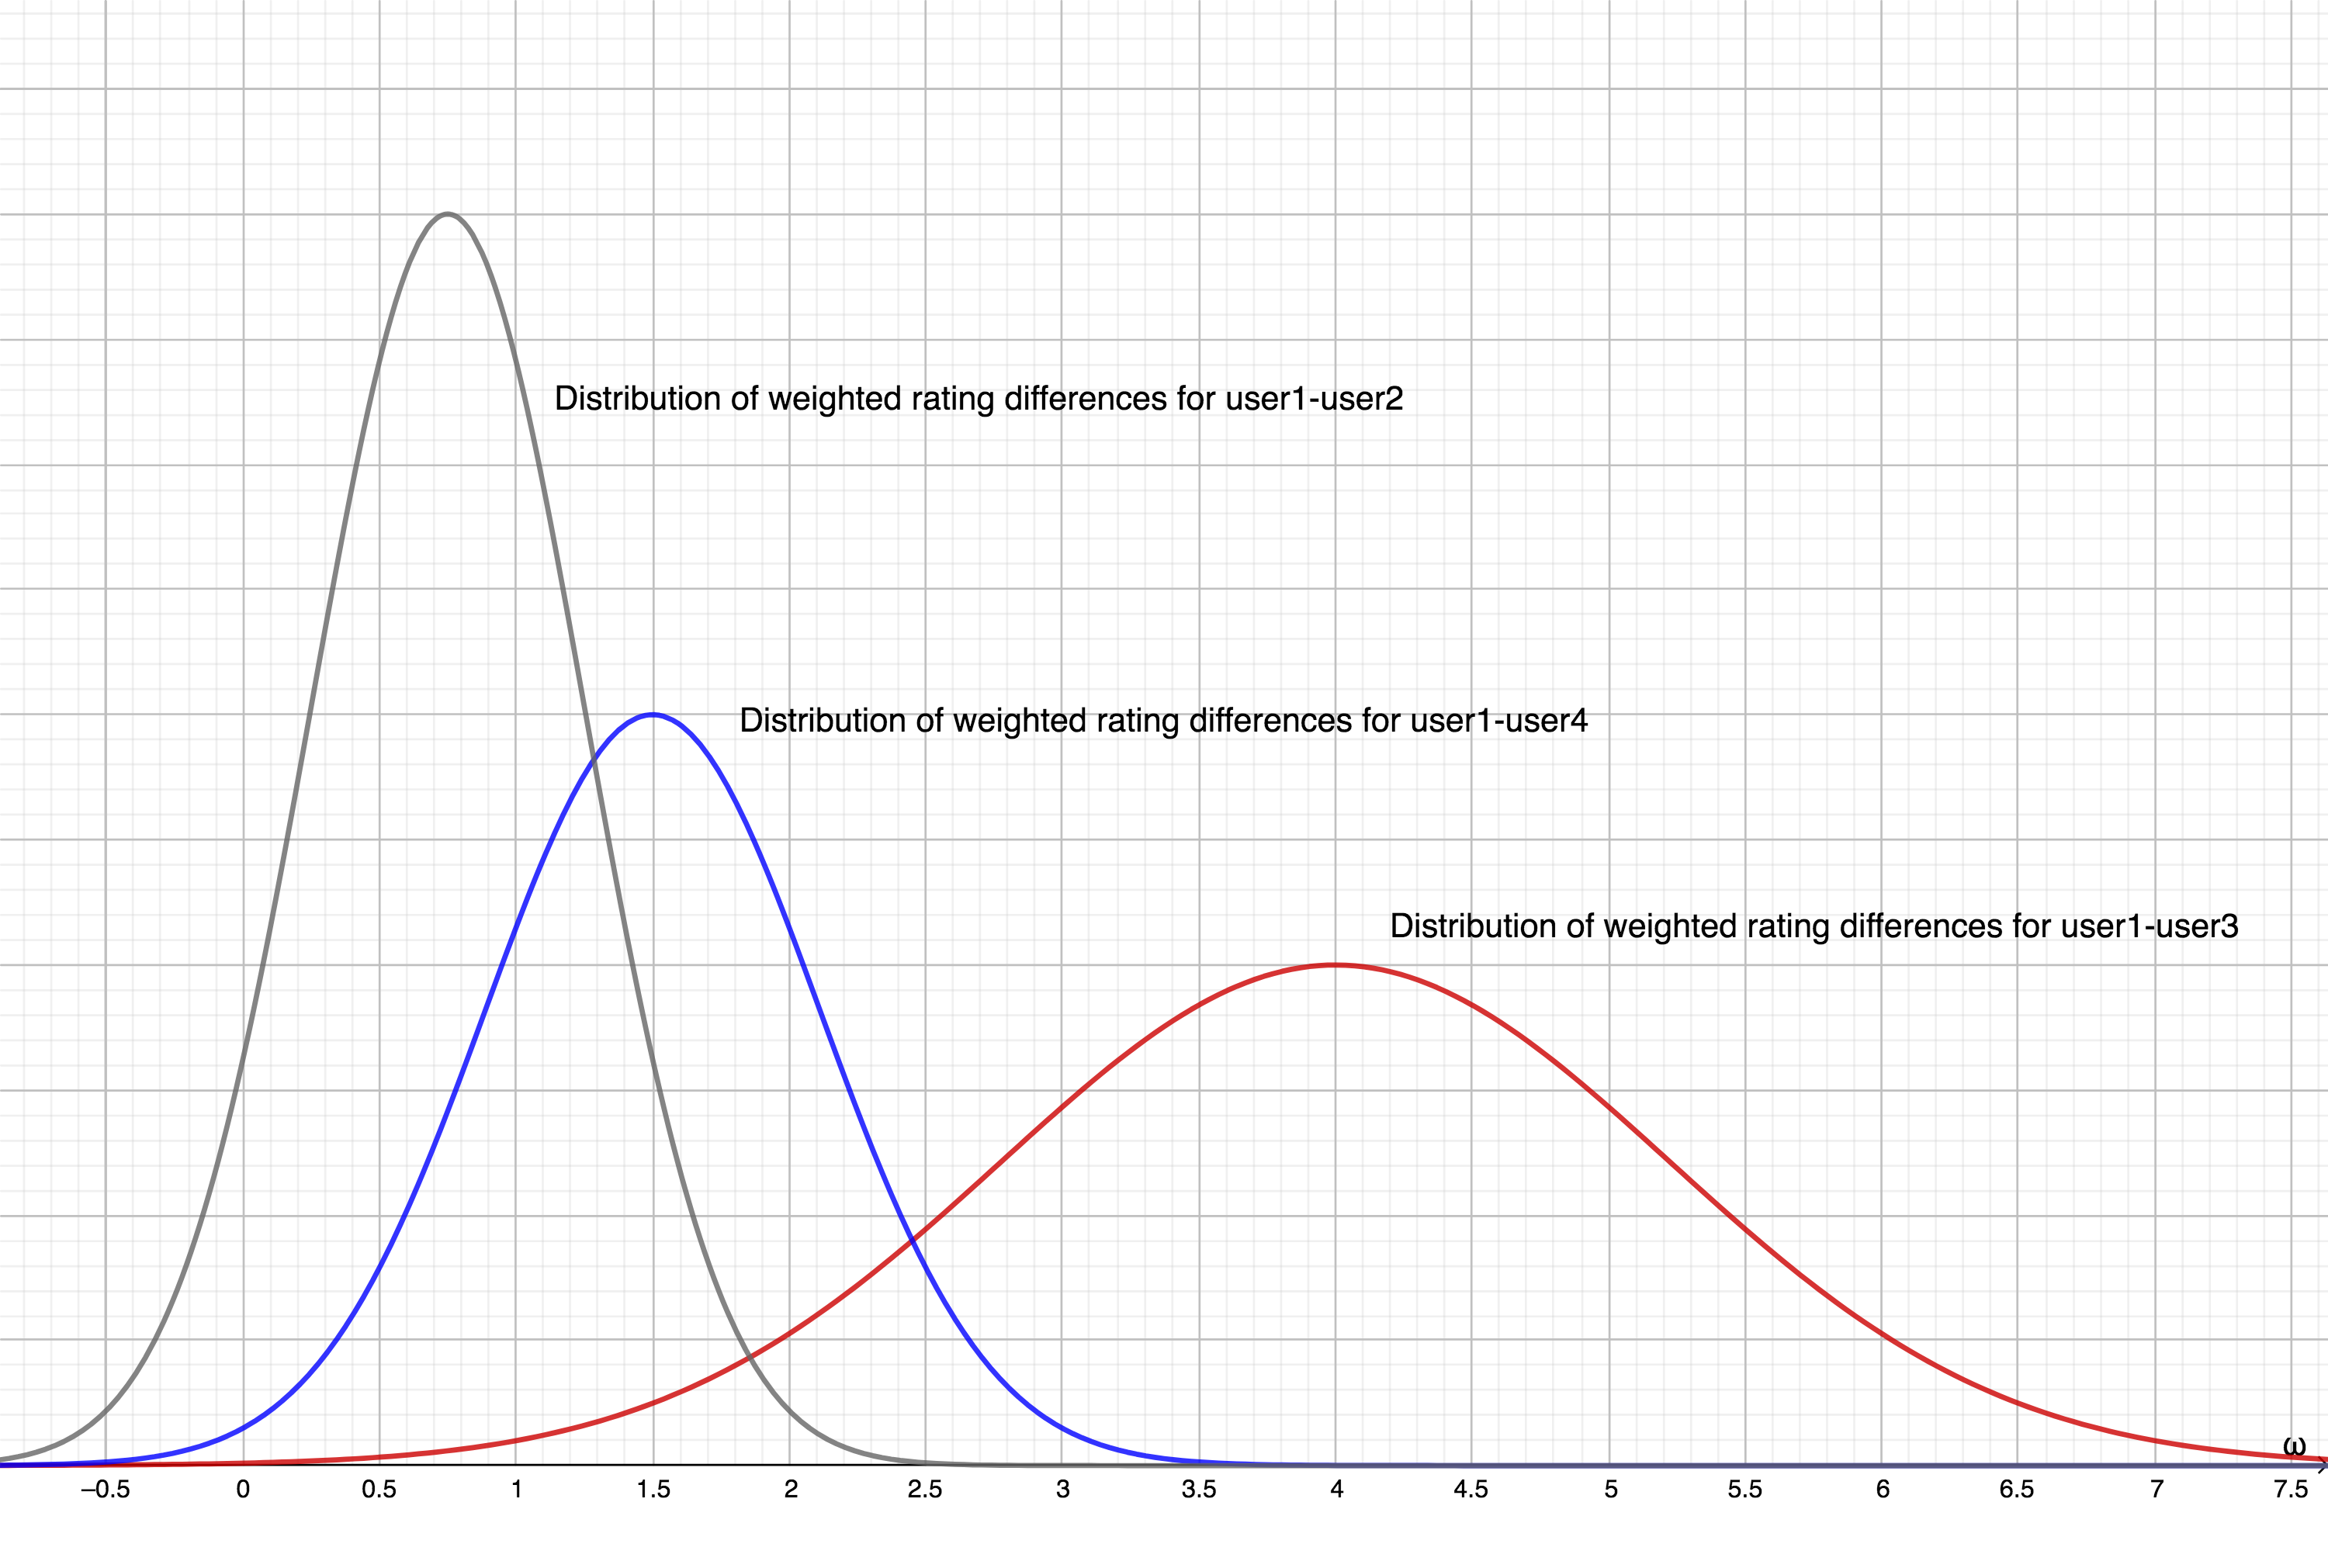 Distribution of weighted rating differences for user1-user2
Distribution of weighted rating differences for user1-user4
Distribution of weighted rating differences for user1-user3
ω
−0.5 0 0.5 1 1.5 2 2.5 3 3.5 4 4.5 5 5.5 6 6.5 7 7.5